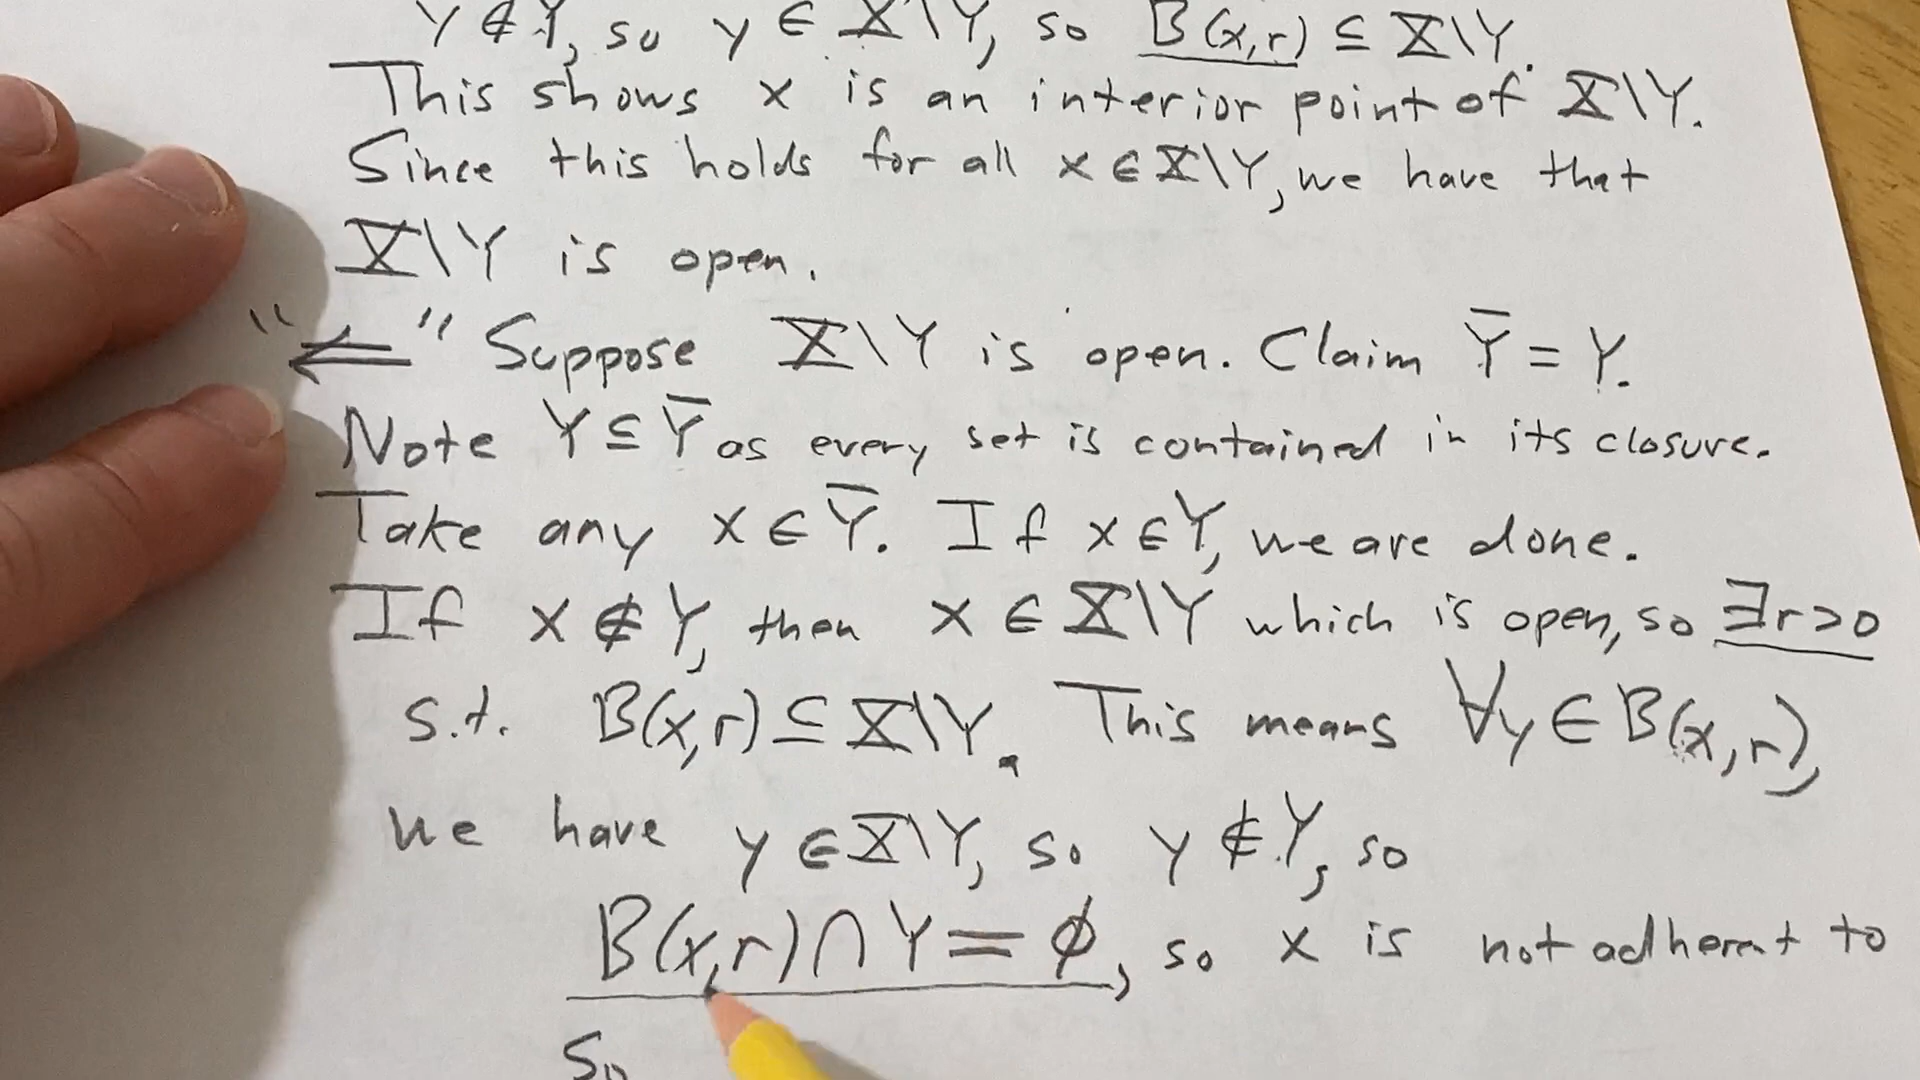 y ∉ Y, so y ∈ X\Y, so B(x,r) ⊆ X\Y.
This shows x is an interior point of X\Y.
Since this holds for all x ∈ X\Y, we have that
X\Y is open.
"⇐" Suppose X\Y is open. Claim Ȳ = Y.
Note Y ⊆ Ȳ as every set is contained in its closure.
Take any x ∈ Ȳ. If x ∈ Y, we are done.
If x ∉ Y, then x ∈ X\Y which is open, so ∃r>0
s.t. B(x,r) ⊆ X\Y. This means ∀y ∈ B(x,r),
we have y ∈ X\Y, so y ∉ Y, so
B(x,r) ∩ Y = ∅, so x is not adherent to
So